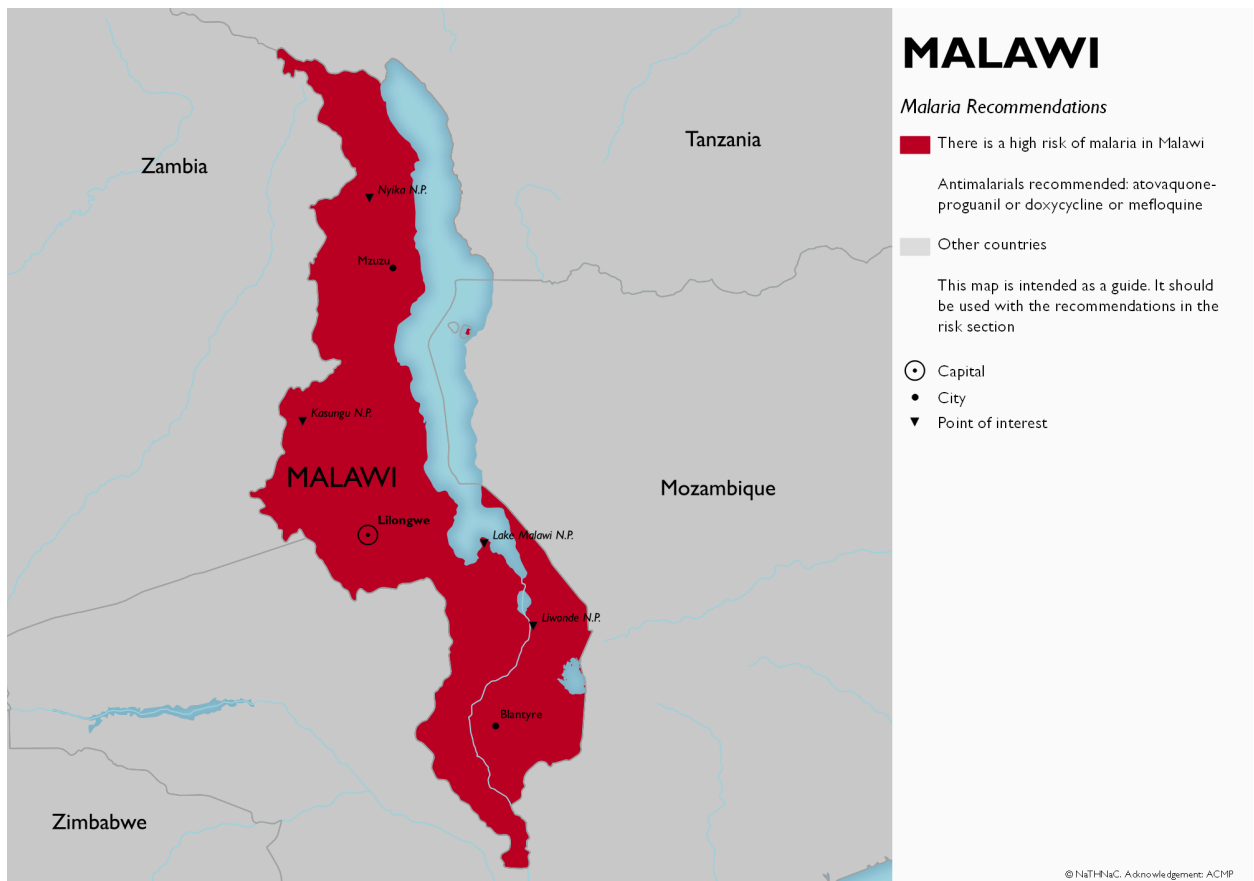 MALAWI
Malaria Recommendations
There is a high risk of malaria in Malawi
Antimalarials recommended: atovaquone-
proguanil or doxycycline or mefloquine
Other countries
This map is intended as a guide. It should
be used with the recommendations in the
risk section
Capital
City
Point of interest
Zambia
Tanzania
Nyika N.P.
Mzuzu
Kasungu N.P.
MALAWI
Mozambique
Lilongwe
Lake Malawi N.P.
Liwonde N.P.
Blantyre
Zimbabwe
© NaTHNaC. Acknowledgement: ACMP